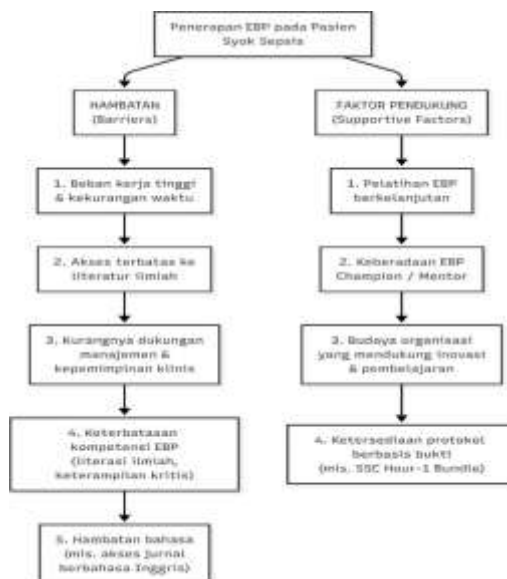 Penerapan EBP pada Pasien
Syok Sepsis
HAMBATAN
(Barriers)
FAKTOR PENDUKUNG
(Supportive Factors)
1. Beban kerja tinggi
& kekurangan waktu
1. Pelatihan EBP
berkelanjutan
2. Akses terbatas ke
literatur ilmiah
2. Keberadaan EBP
Champion / Mentor
3. Kurangnya dukungan
manajemen &
kepemimpinan klinis
3. Budaya organisasi
yang mendukung inovasi
& pembelajaran
4. Keterbatasan
kompetensi EBP
(literasi ilmiah,
keterampilan kritis)
4. Ketersediaan protokol
berbasis bukti
(mis. SSC Hour-1 Bundle)
5. Hambatan bahasa
(mis. akses jurnal
berbahasa Inggris)